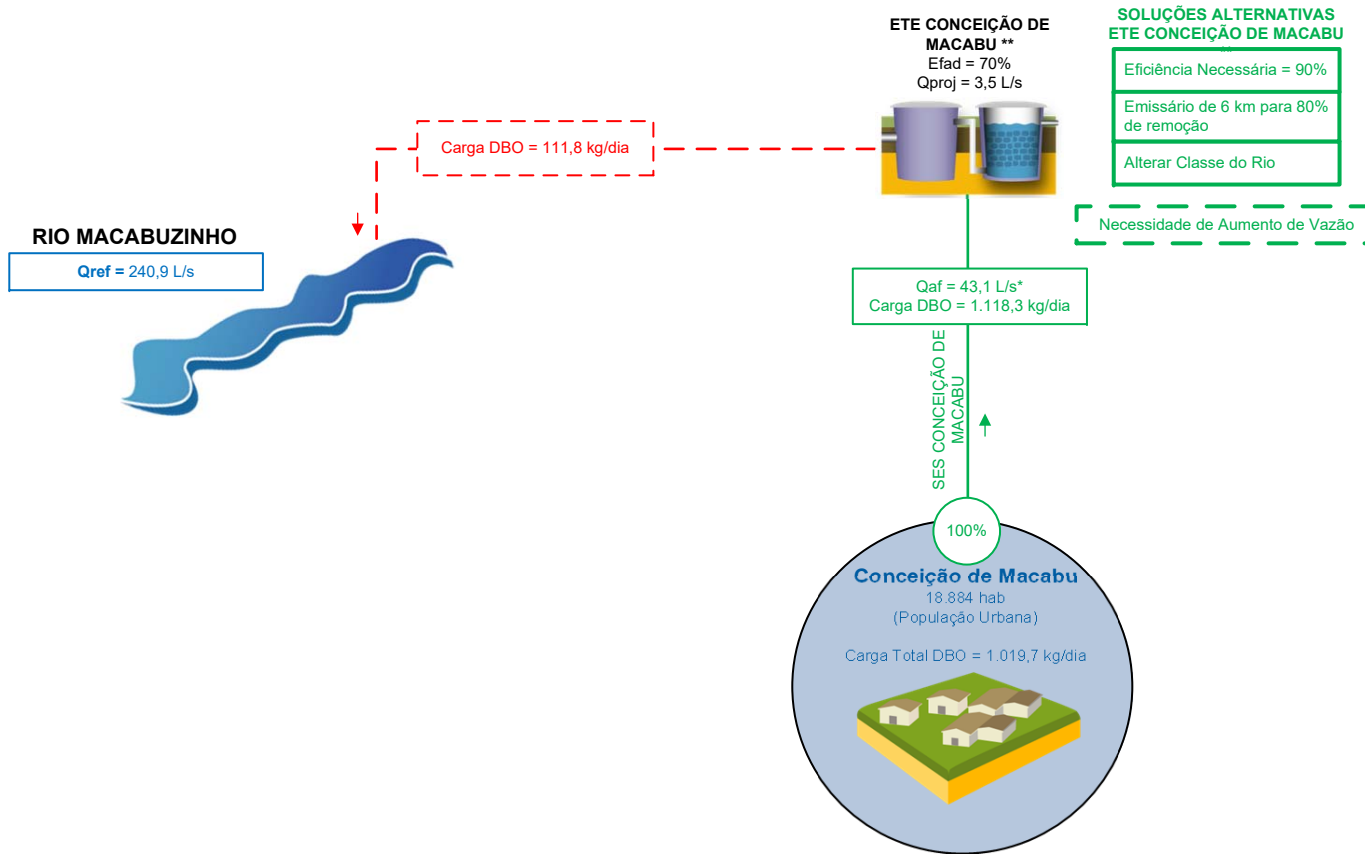 ETE CONCEIÇÃO DE
MACABU **
Efad = 70%
Qproj = 3,5 L/s
SOLUÇÕES ALTERNATIVAS
ETE CONCEIÇÃO DE MACABU
**
Eficiência Necessária = 90%
Emissário de 6 km para 80%
de remoção
Alterar Classe do Rio
Necessidade de Aumento de Vazão
Carga DBO = 111,8 kg/dia
RIO MACABUZINHO
Qref = 240,9 L/s
Qaf = 43,1 L/s*
Carga DBO = 1.118,3 kg/dia
SES CONCEIÇÃO DE
MACABU
100%
Conceição de Macabu
18.884 hab
(População Urbana)
Carga Total DBO = 1.019,7 kg/dia